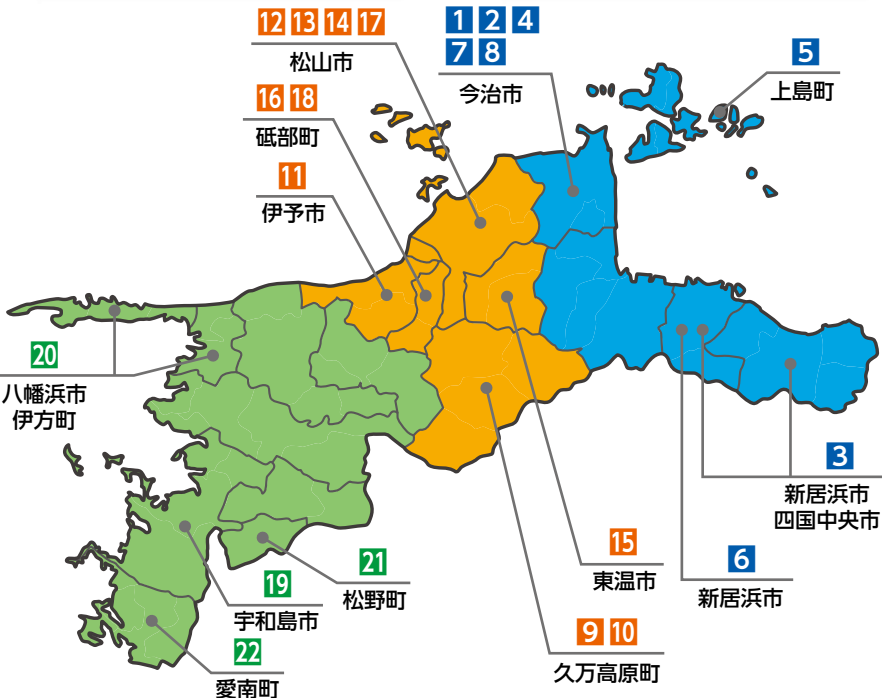 12 13 14 17
松山市
1 2 4
7 8
今治市
5
上島町
16 18
砥部町
11
伊予市
20
八幡浜市
伊方町
3
新居浜市
四国中央市
6
新居浜市
15
東温市
9 10
久万高原町
21
松野町
19
宇和島市
22
愛南町